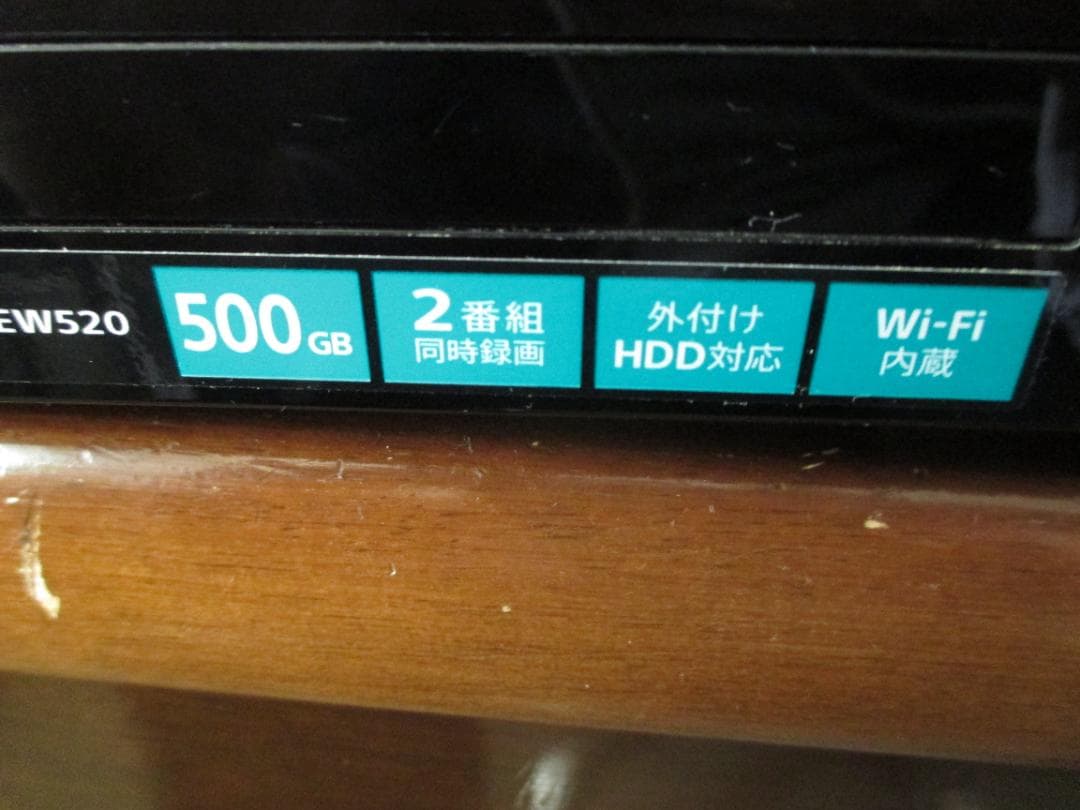 EW520
500GB
2番組
同時録画
外付け
HDD対応
Wi-Fi
内蔵